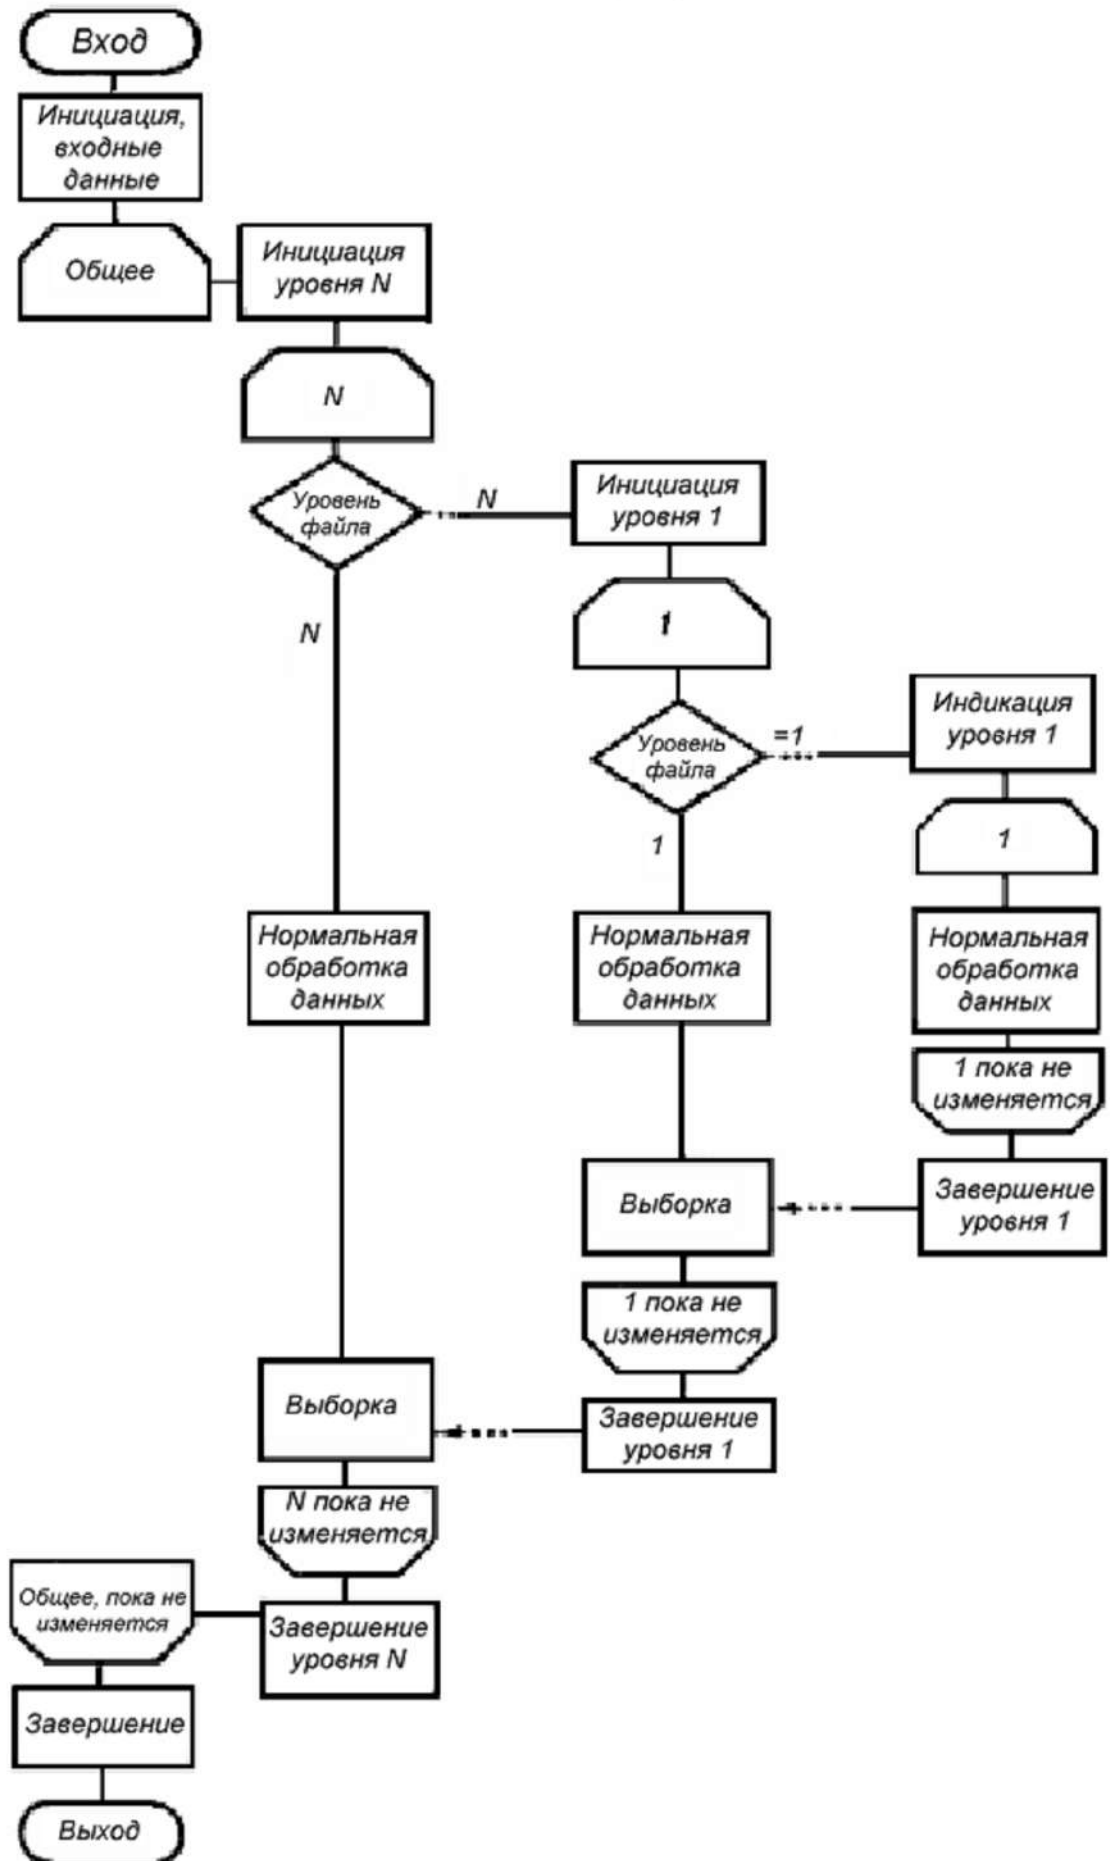 Вход
Инициация,
входные
данные
Общее
Инициация
уровня N
N
Уровень
файла
N
N
Инициация
уровня 1
1
Уровень
файла
=1
1
Индикация
уровня 1
1
Нормальная
обработка
данных
Нормальная
обработка
данных
Нормальная
обработка
данных
1 пока не
изменяется
Завершение
уровня 1
Выборка
1 пока не
изменяется
Завершение
уровня 1
Выборка
N пока не
изменяется
Завершение
уровня N
Общее, пока не
изменяется
Завершение
Выход